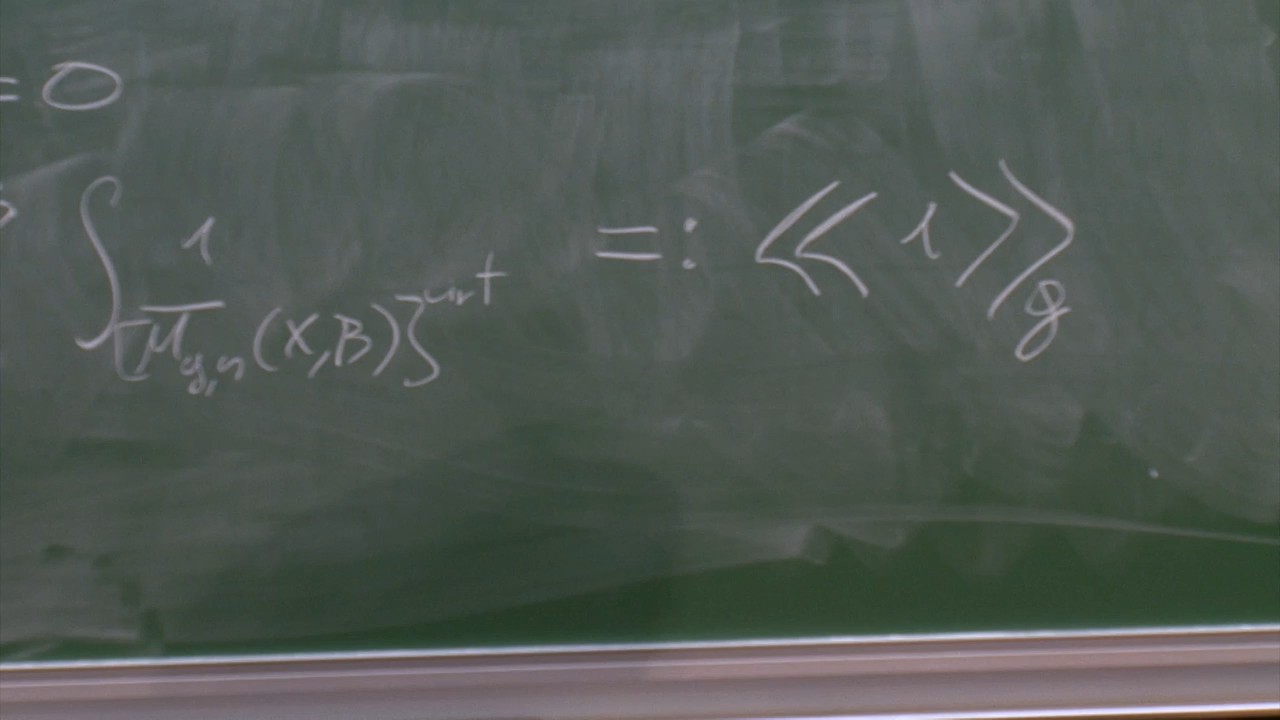 = 0
∫_{[M̅_{g,n}(X,B)]^{virt}} 1 =: ⟨⟨ 1 ⟩⟩_g